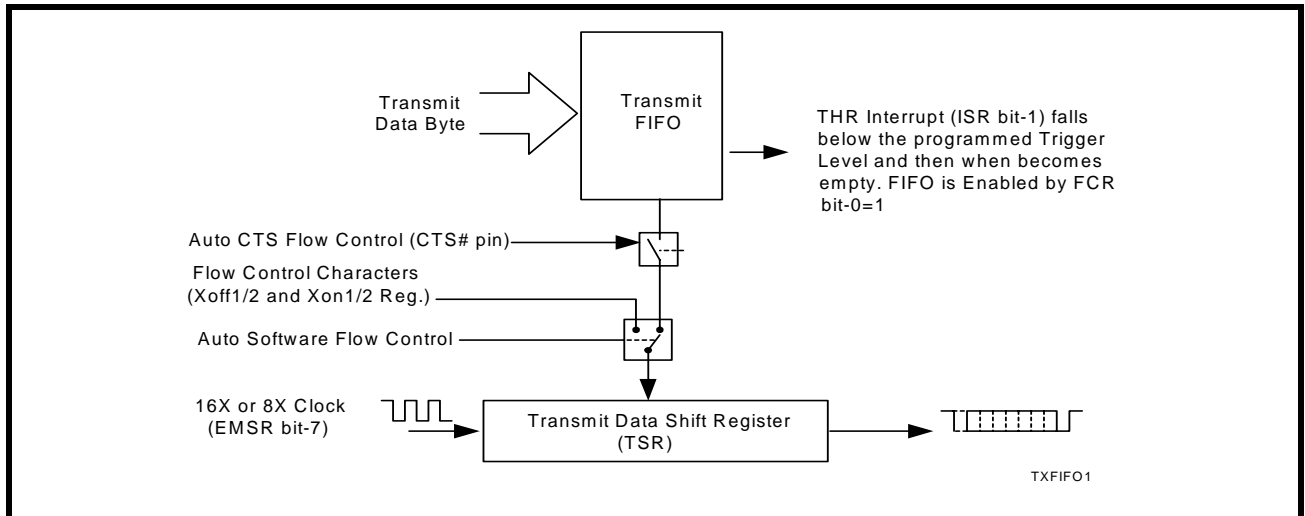 Transmit
Data Byte
Transmit
FIFO
THR Interrupt (ISR bit-1) falls
below the programmed Trigger
Level and then when becomes
empty. FIFO is Enabled by FCR
bit-0=1
Auto CTS Flow Control (CTS# pin)
Flow Control Characters
(Xoff1/2 and Xon1/2 Reg.)
Auto Software Flow Control
16X or 8X Clock
(EMSR bit-7)
Transmit Data Shift Register
(TSR)
TXFIFO1